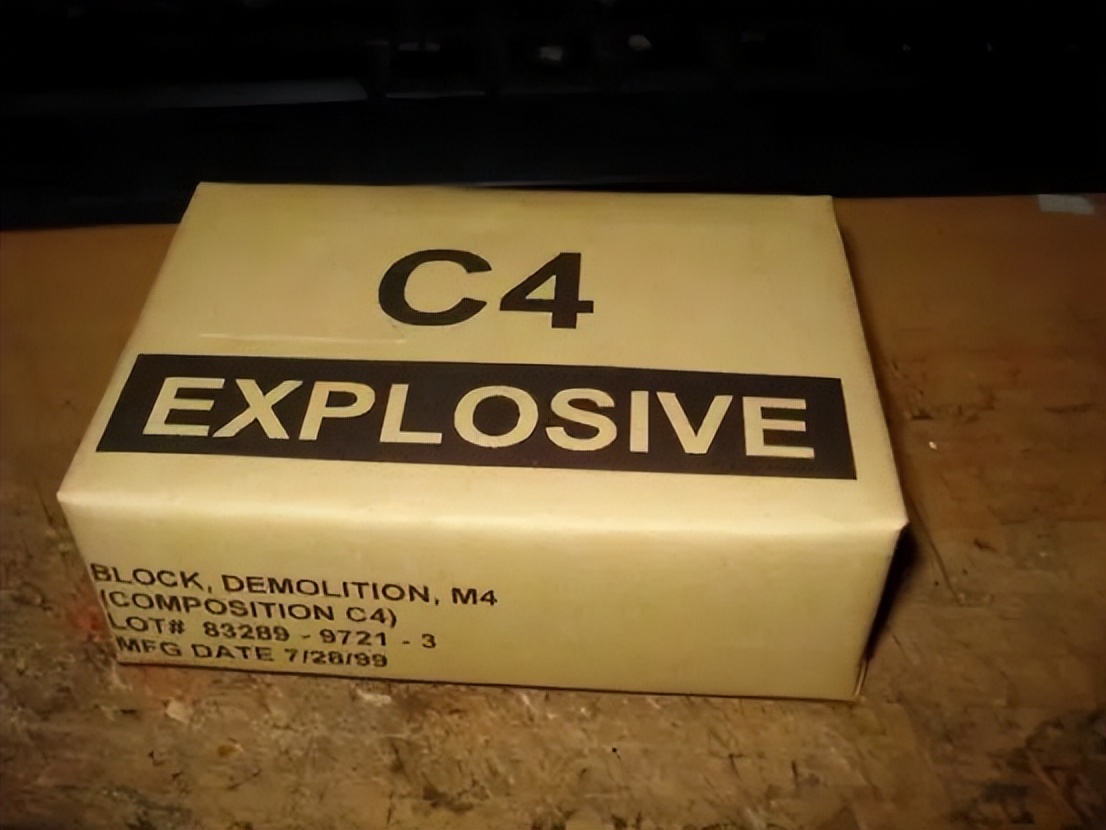 C4
EXPLOSIVE
BLOCK, DEMOLITION, M4
(COMPOSITION C4)
LOT# 83289 - 9721 - 3
MFG DATE 7/28/99